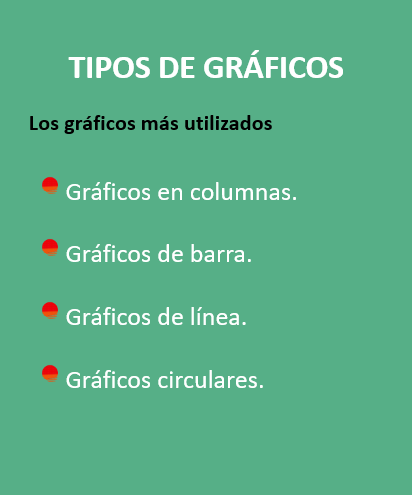 TIPOS DE GRÁFICOS
Los gráficos más utilizados
Gráficos en columnas.
Gráficos de barra.
Gráficos de línea.
Gráficos circulares.